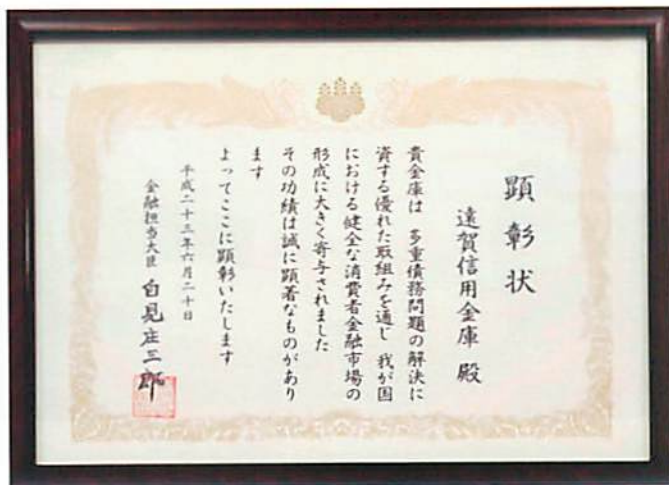 顕彰状
遠賀信用金庫 殿
貴金庫は 多重債務問題の解決に
資する優れた取組みを通じ 我が国
における健全な消費者金融市場の
形成に大きく寄与されました
その功績は誠に顕著なものがあり
ます
よってここに顕彰いたします
平成二十三年六月二十日
金融担当大臣 自見庄三郎